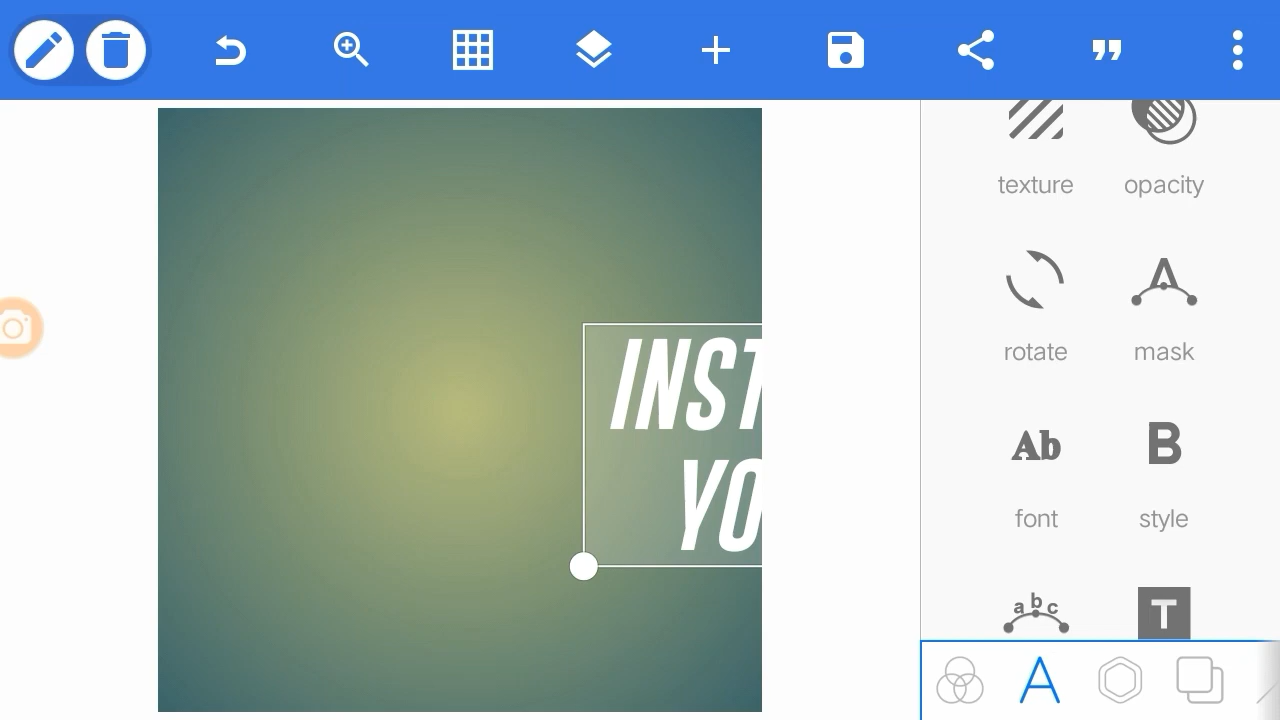 texture opacity
rotate mask
Ab B
font style
abc T
INST
YO
A